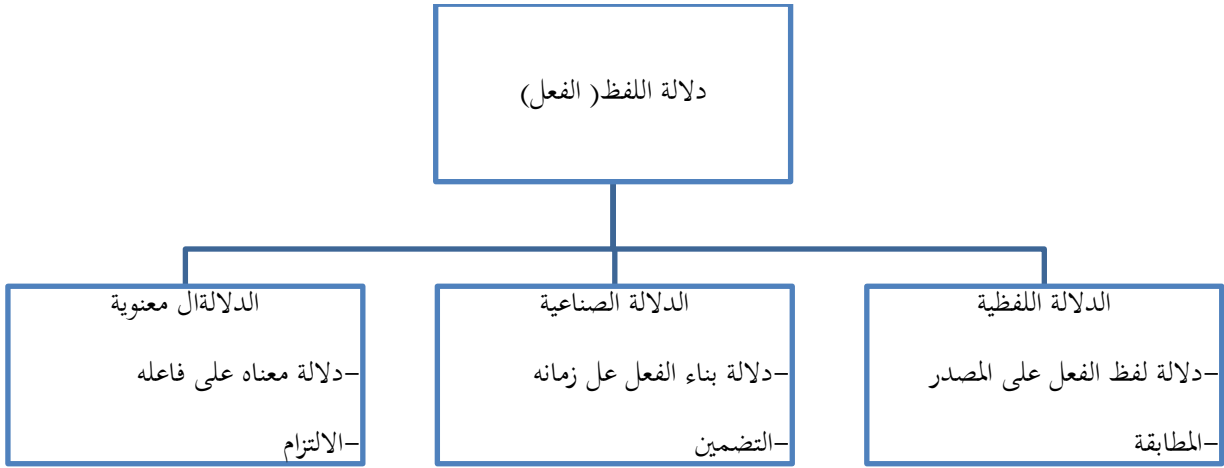 دلالة اللفظ( الفعل)
الدلالة اللفظية
-دلالة لفظ الفعل على المصدر
-المطابقة
الدلالة الصناعية
-دلالة بناء الفعل عل زمانه
-التضمين
الدلالةال معنوية
-دلالة معناه على فاعله
-الالتزام